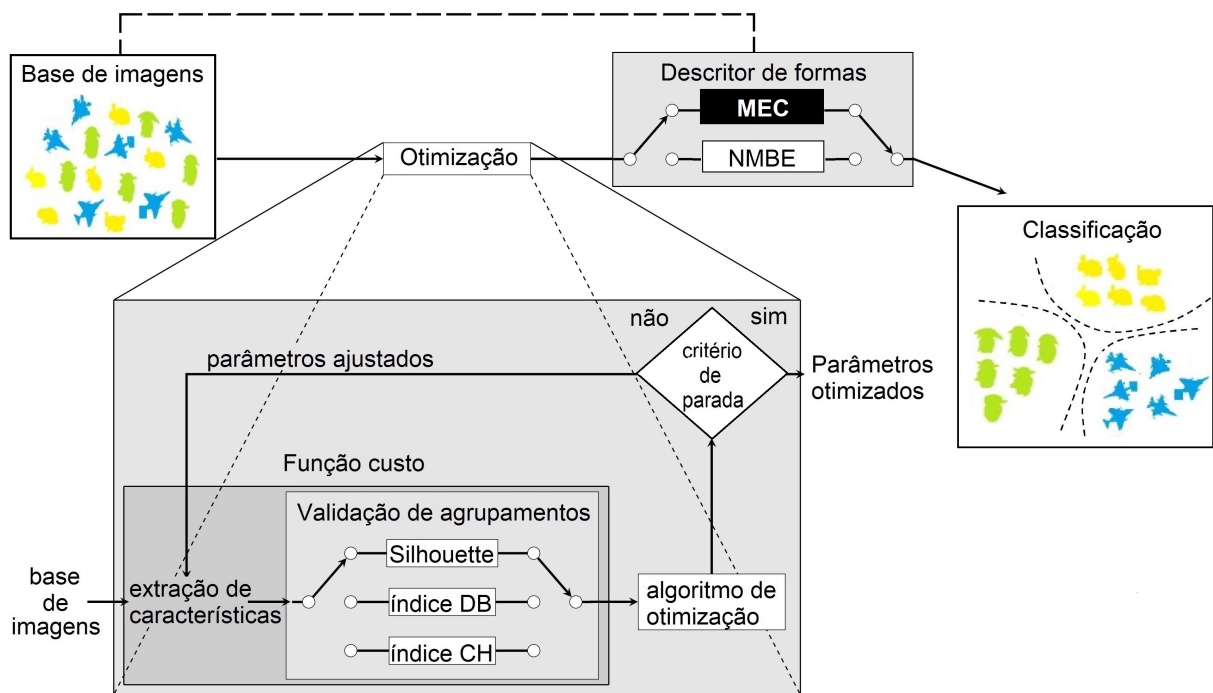 Base de imagens
Descritor de formas
MEC
NMBE
Otimização
Classificação
não
sim
critério
de
parada
parâmetros ajustados
Parâmetros
otimizados
Função custo
Validação de agrupamentos
Silhouette
índice DB
índice CH
base
de
imagens
extração de
características
algoritmo de
otimização